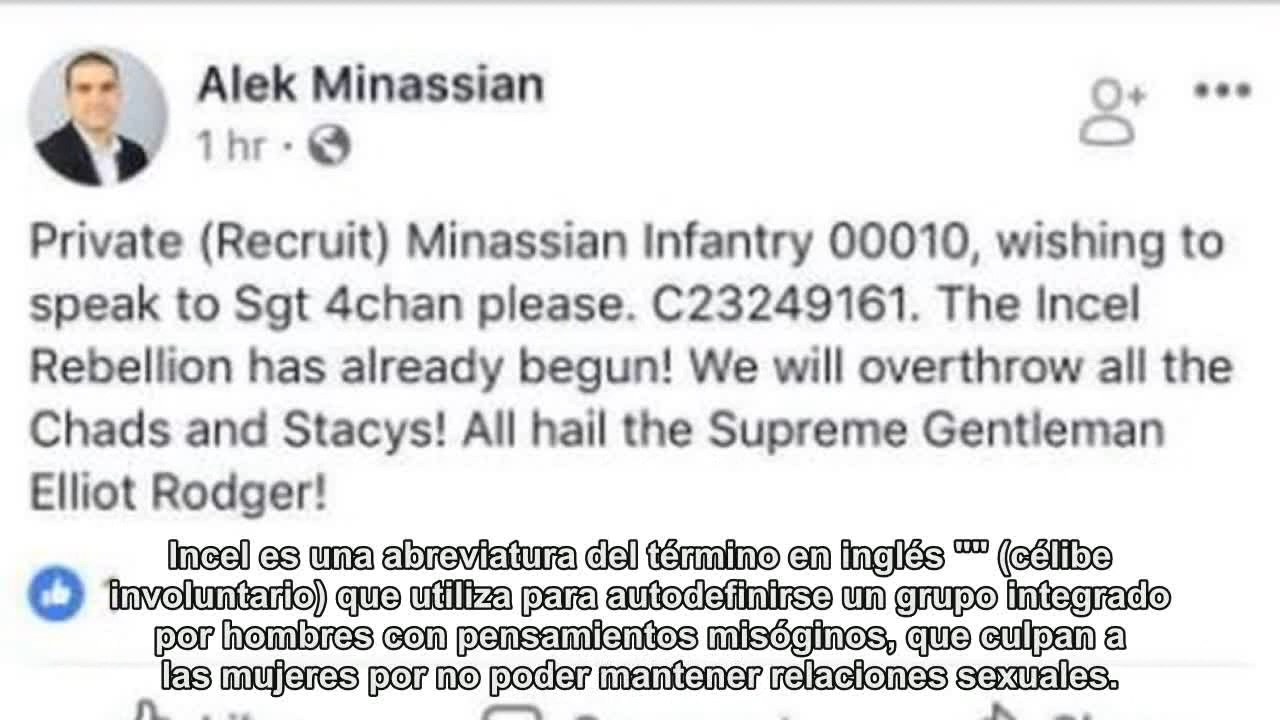 Alek Minassian
1 hr ·
Private (Recruit) Minassian Infantry 00010, wishing to
speak to Sgt 4chan please. C23249161. The Incel
Rebellion has already begun! We will overthrow all the
Chads and Stacys! All hail the Supreme Gentleman
Elliot Rodger!
Incel es una abreviatura del término en inglés "" (célibe
involuntario) que utiliza para autodefinirse un grupo integrado
por hombres con pensamientos misóginos, que culpan a
las mujeres por no poder mantener relaciones sexuales.